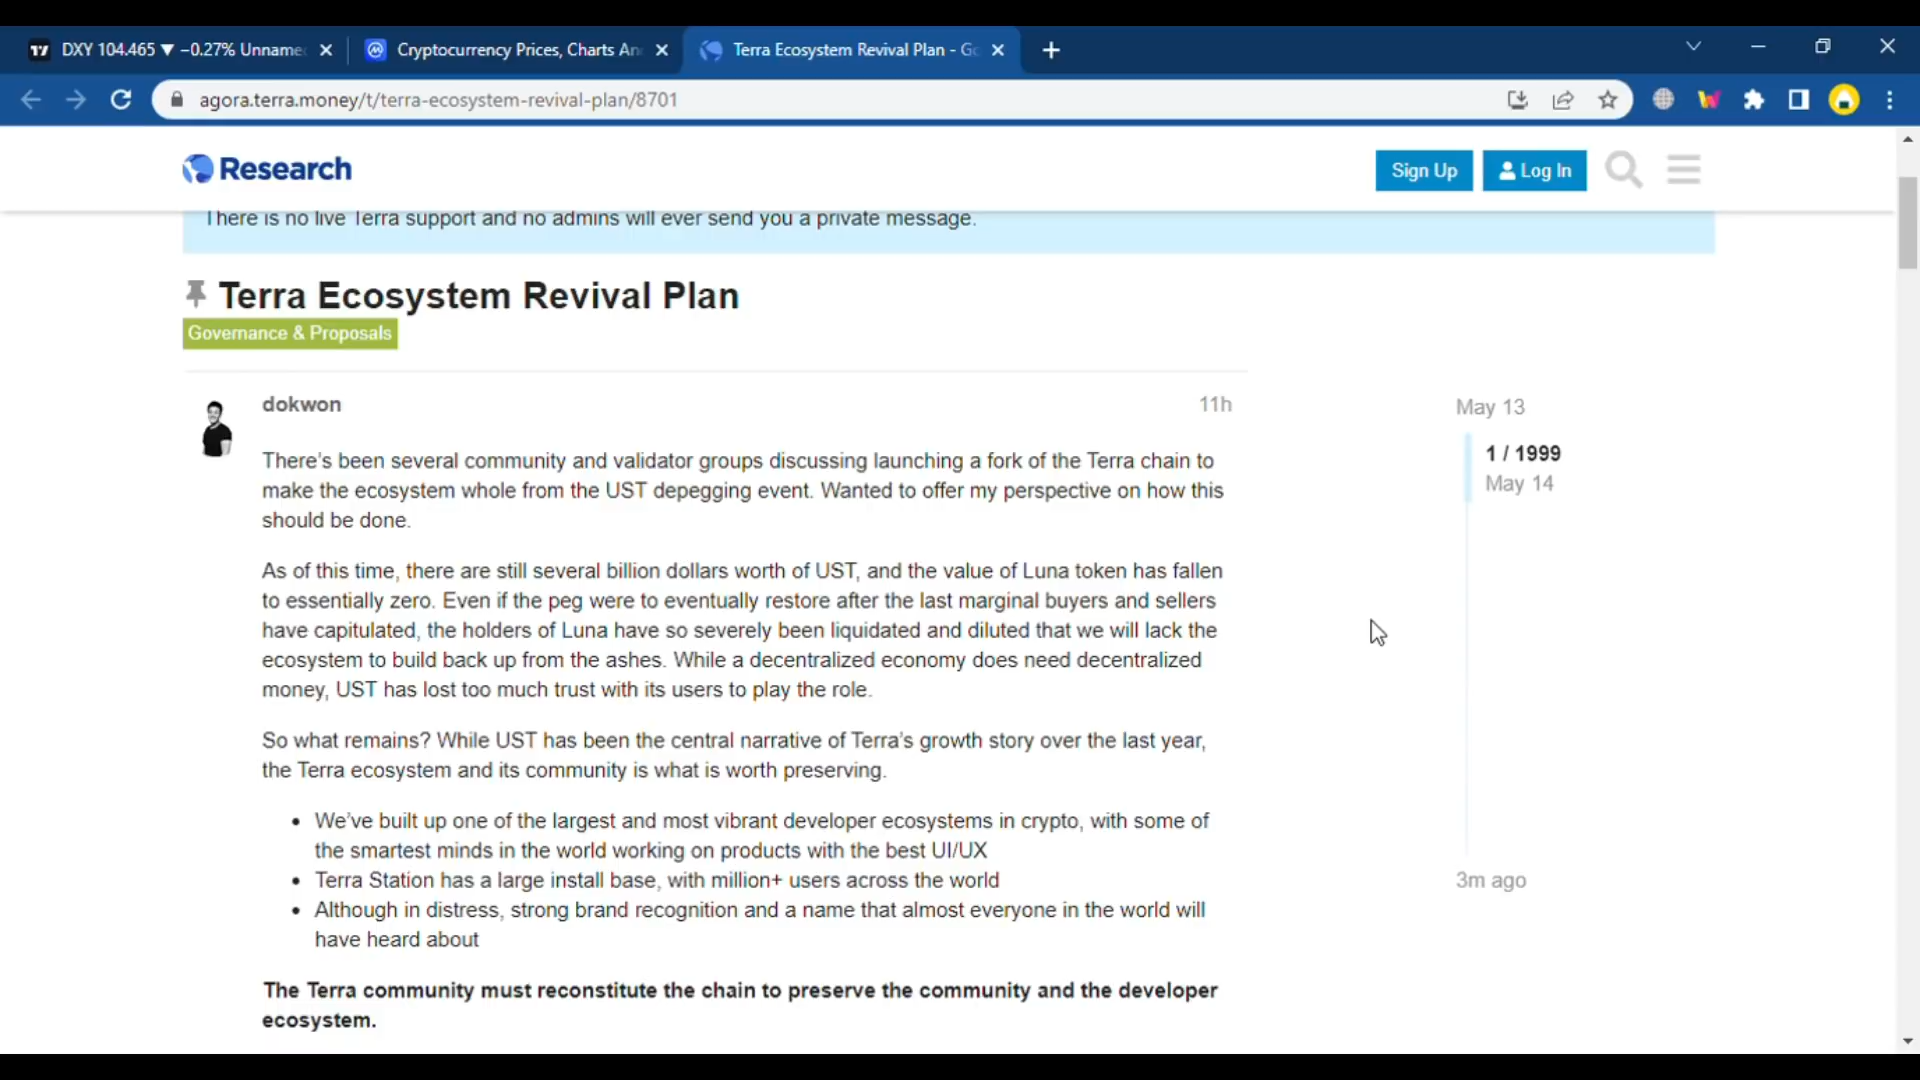 DXY 104.465 ▼ −0.27% Unname
Cryptocurrency Prices, Charts An
Terra Ecosystem Revival Plan - Go
agora.terra.money/t/terra-ecosystem-revival-plan/8701
Research
Sign Up
Log In
There is no live Terra support and no admins will ever send you a private message.
Terra Ecosystem Revival Plan
Governance & Proposals
dokwon
11h
There's been several community and validator groups discussing launching a fork of the Terra chain to
make the ecosystem whole from the UST depegging event. Wanted to offer my perspective on how this
should be done.
As of this time, there are still several billion dollars worth of UST, and the value of Luna token has fallen
to essentially zero. Even if the peg were to eventually restore after the last marginal buyers and sellers
have capitulated, the holders of Luna have so severely been liquidated and diluted that we will lack the
ecosystem to build back up from the ashes. While a decentralized economy does need decentralized
money, UST has lost too much trust with its users to play the role.
So what remains? While UST has been the central narrative of Terra's growth story over the last year,
the Terra ecosystem and its community is what is worth preserving.
• We've built up one of the largest and most vibrant developer ecosystems in crypto, with some of
the smartest minds in the world working on products with the best UI/UX
• Terra Station has a large install base, with million+ users across the world
• Although in distress, strong brand recognition and a name that almost everyone in the world will
have heard about
The Terra community must reconstitute the chain to preserve the community and the developer
ecosystem.
May 13
1 / 1999
May 14
3m ago